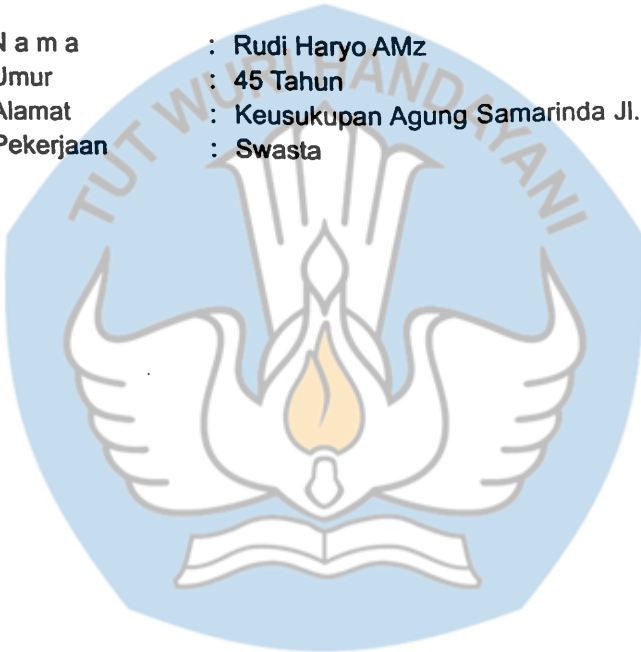 N a m a : Rudi Haryo AMz
Umur : 45 Tahun
Alamat : Keusukupan Agung Samarinda Jl.
Pekerjaan : Swasta
TUT WURI HANDAYANI